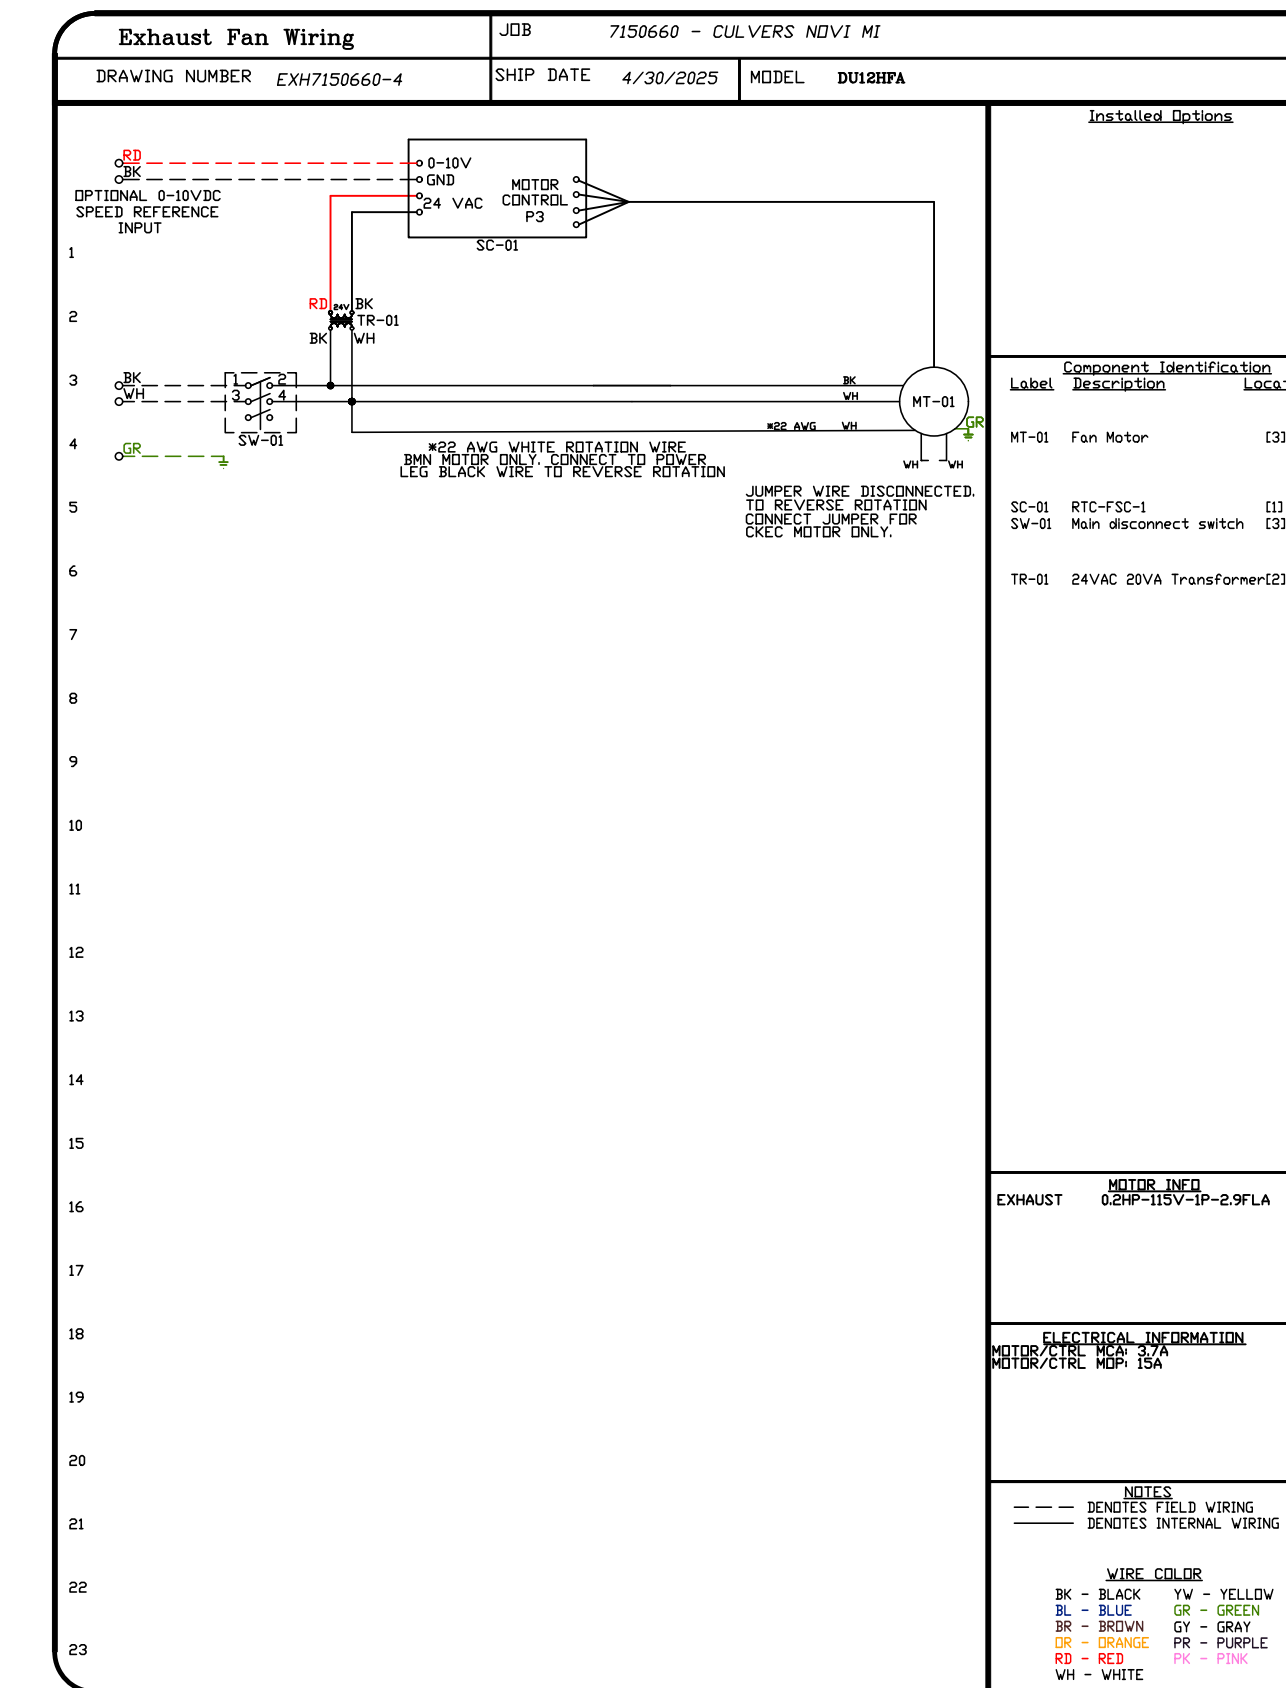 Exhaust Fan Wiring
JOB 7150660 - CULVERS NOVI MI
DRAWING NUMBER EXH7150660-4
SHIP DATE 4/30/2025
MODEL DU12HFA
Installed Options
RD
BK
OPTIONAL 0-10VDC
SPEED REFERENCE
INPUT
0-10V
GND
24 VAC
MOTOR
CONTROL
P3
SC-01
1
RD 24V BK
2
TR-01
BK WH
3
BK
WH
1 2
3 4
SW-01
BK
WH
MT-01
*22 AWG WH
GR
4
GR
WH WH
*22 AWG WHITE ROTATION WIRE
BMN MOTOR ONLY. CONNECT TO POWER
LEG BLACK WIRE TO REVERSE ROTATION
JUMPER WIRE DISCONNECTED.
TO REVERSE ROTATION
CONNECT JUMPER FOR
CKEC MOTOR ONLY.
5
6
7
8
9
10
11
12
13
14
15
16
17
18
19
20
21
22
23
Component Identification
Label Description Locat
MT-01 Fan Motor [3]
SC-01 RTC-FSC-1 [1]
SW-01 Main disconnect switch [3]
TR-01 24VAC 20VA Transformer[2]
MOTOR INFO
EXHAUST 0.2HP-115V-1P-2.9FLA
ELECTRICAL INFORMATION
MOTOR/CTRL MCA: 3.7A
MOTOR/CTRL MOP: 15A
NOTES
DENOTES FIELD WIRING
DENOTES INTERNAL WIRING
WIRE COLOR
BK - BLACK YW - YELLOW
BL - BLUE GR - GREEN
BR - BROWN GY - GRAY
OR - ORANGE PR - PURPLE
RD - RED PK - PINK
WH - WHITE